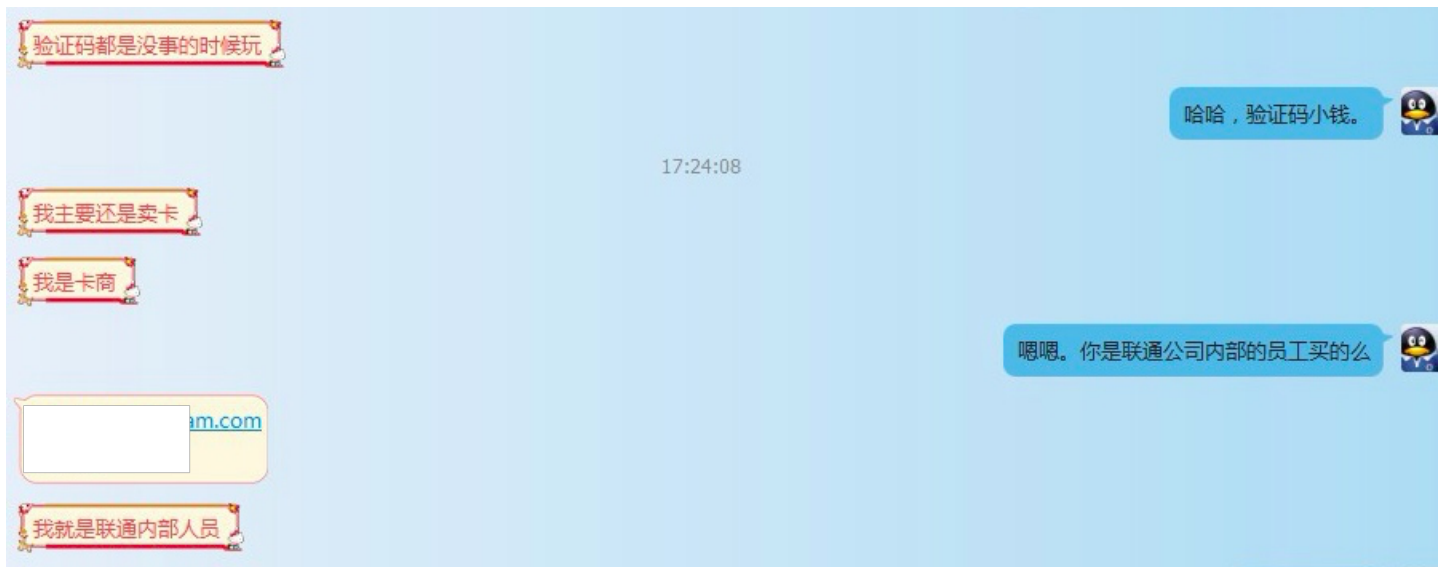 验证码都是没事的时候玩
哈哈，验证码小钱。
17:24:08
我主要还是卖卡
我是卡商
嗯嗯。你是联通公司内部的员工买的么
am.com
我就是联通内部人员